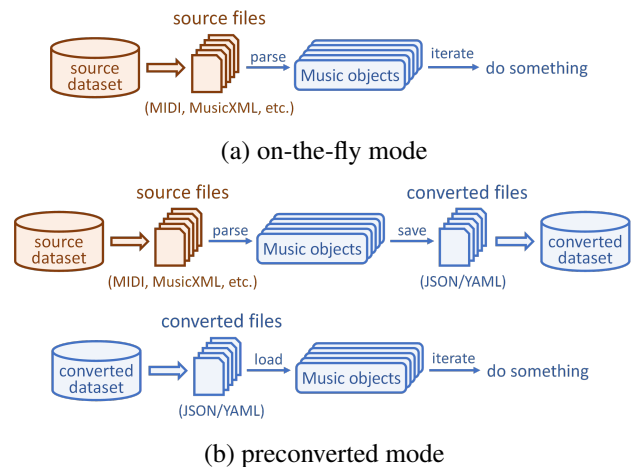 source files
source
dataset
parse
Music objects
iterate
do something
(MIDI, MusicXML, etc.)
(a) on-the-fly mode
source files
converted files
source
dataset
parse
Music objects
save
converted
dataset
(MIDI, MusicXML, etc.)
(JSON/YAML)
converted files
converted
dataset
load
Music objects
iterate
do something
(JSON/YAML)
(b) preconverted mode